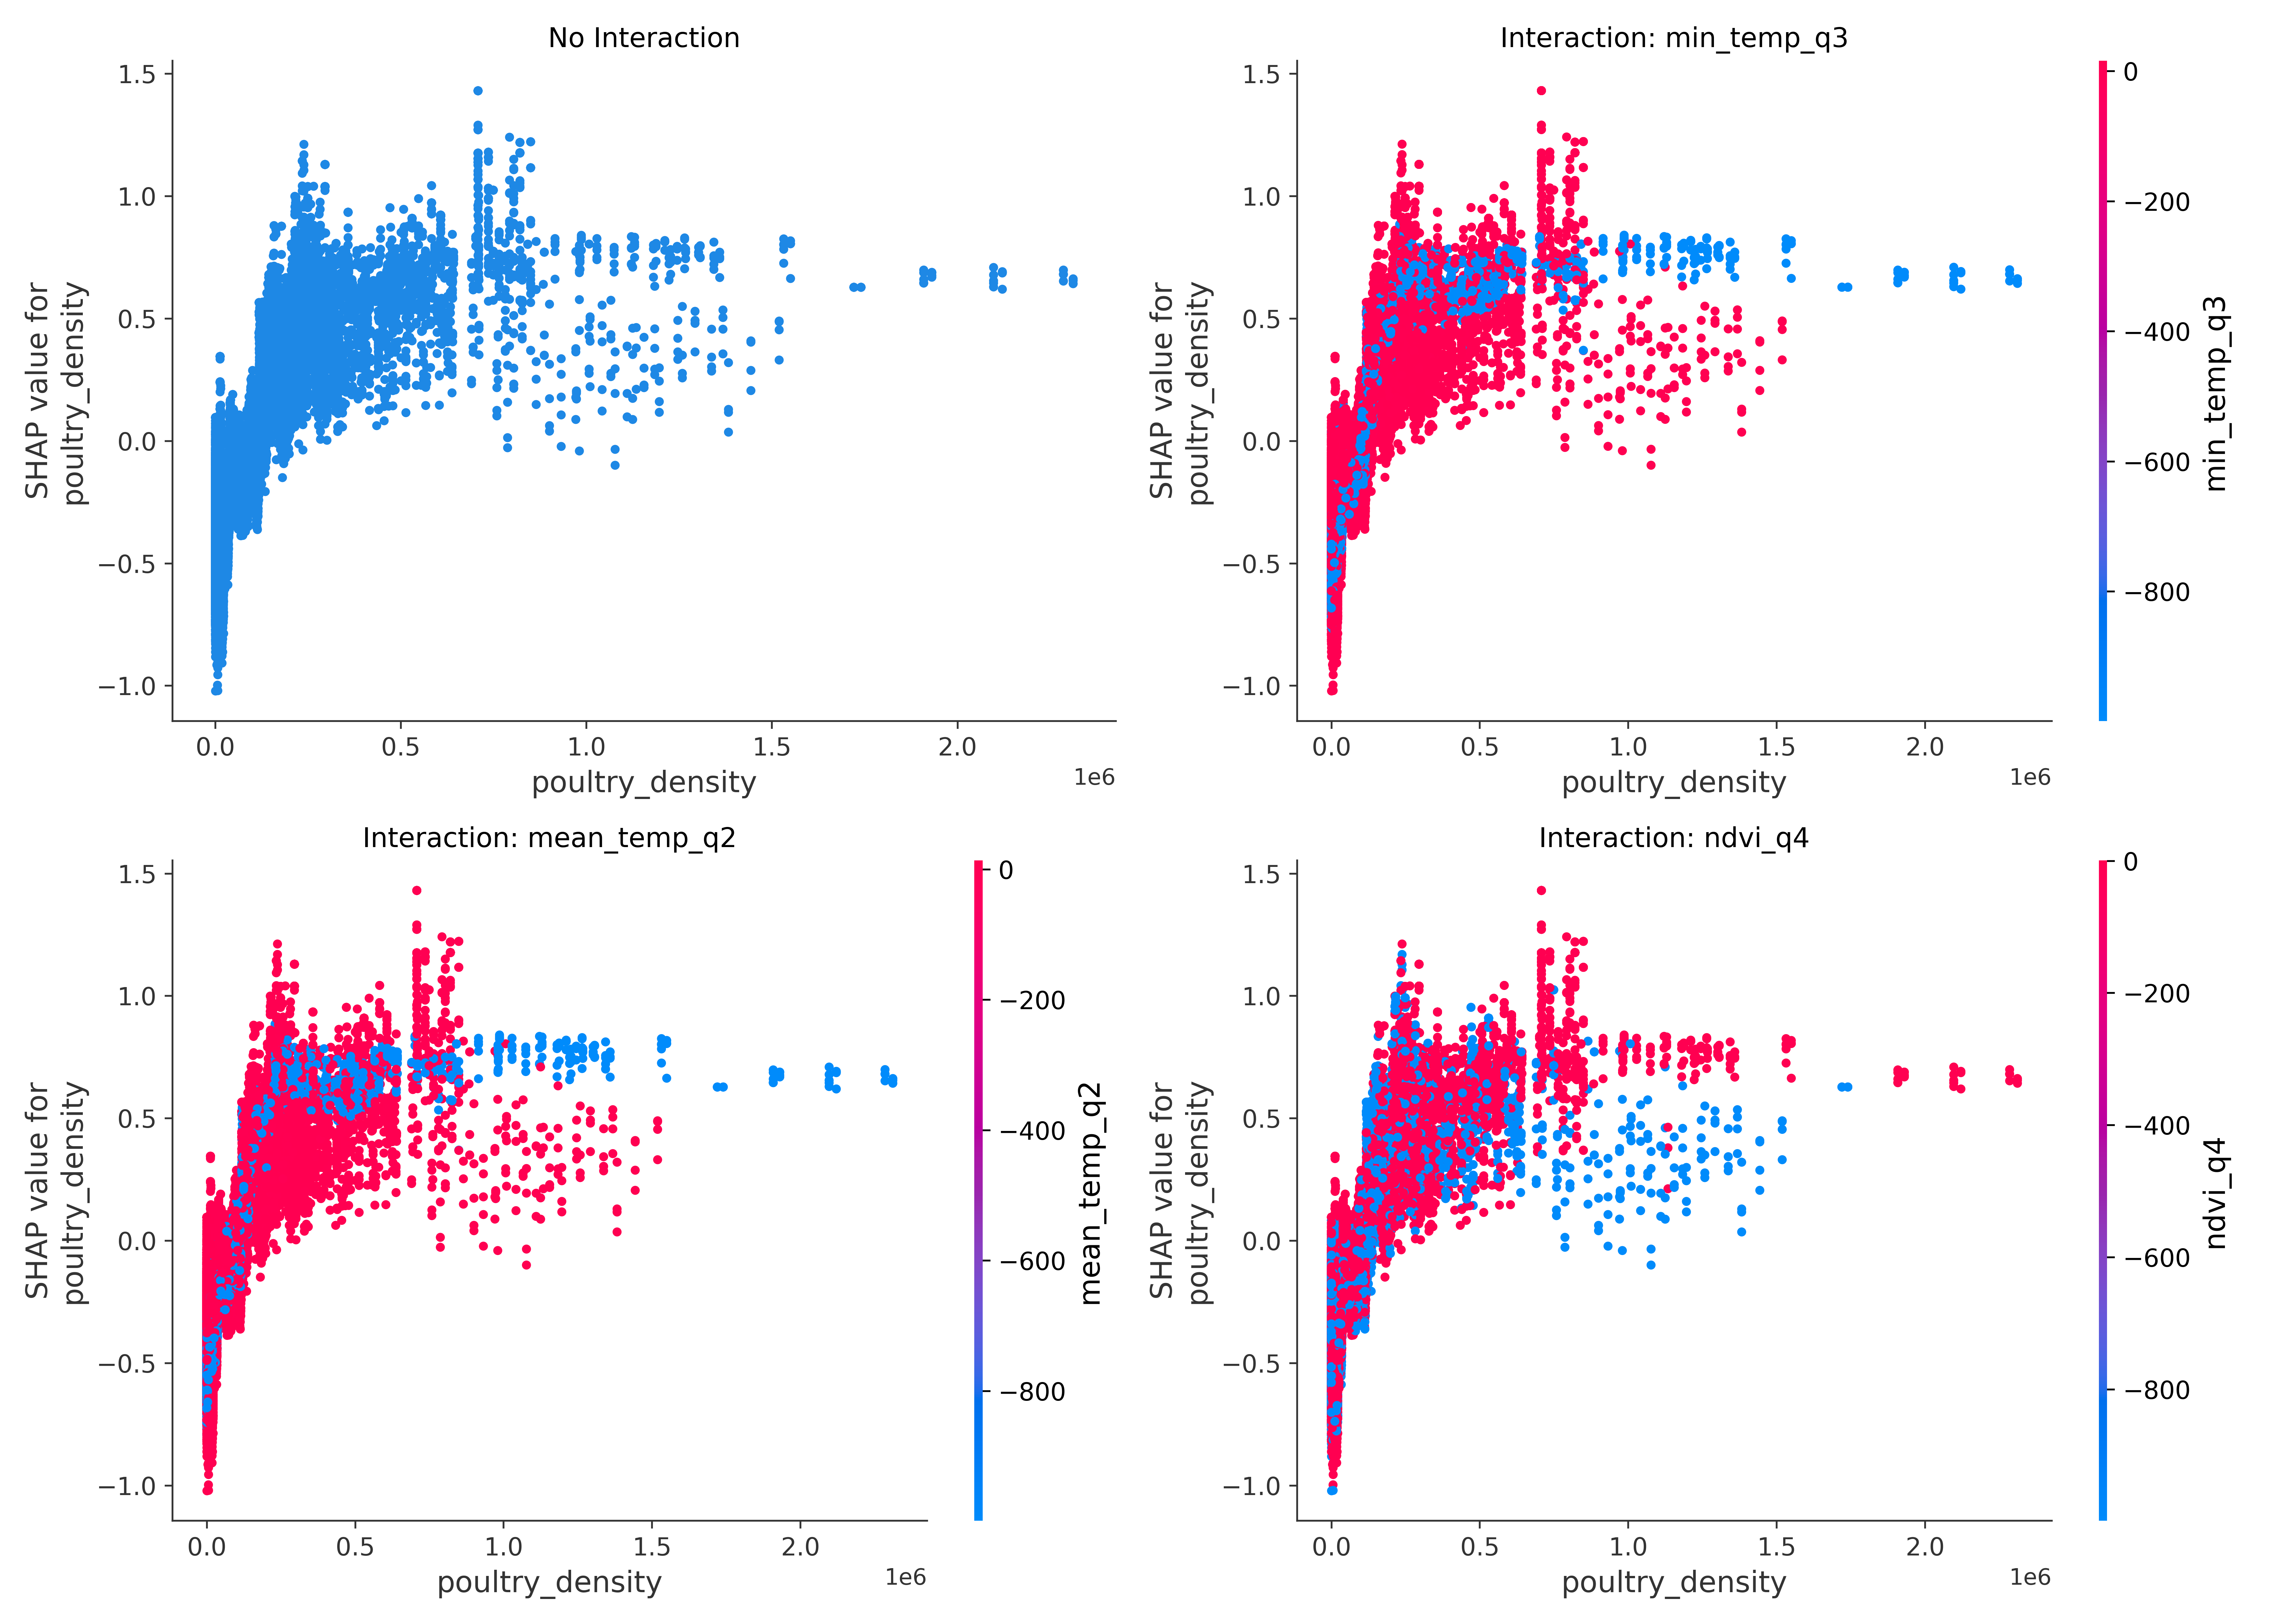 No Interaction
1.5
1.0
0.5
0.0
−0.5
−1.0
SHAP value for
poultry_density
0.0 0.5 1.0 1.5 2.0
1e6
poultry_density
Interaction: min_temp_q3
1.5
1.0
0.5
0.0
−0.5
−1.0
SHAP value for
poultry_density
0.0 0.5 1.0 1.5 2.0
1e6
poultry_density
0
−200
−400
−600
−800
min_temp_q3
Interaction: mean_temp_q2
1.5
1.0
0.5
0.0
−0.5
−1.0
SHAP value for
poultry_density
0.0 0.5 1.0 1.5 2.0
1e6
poultry_density
0
−200
−400
−600
−800
mean_temp_q2
Interaction: ndvi_q4
1.5
1.0
0.5
0.0
−0.5
−1.0
SHAP value for
poultry_density
0.0 0.5 1.0 1.5 2.0
1e6
poultry_density
0
−200
−400
−600
−800
ndvi_q4